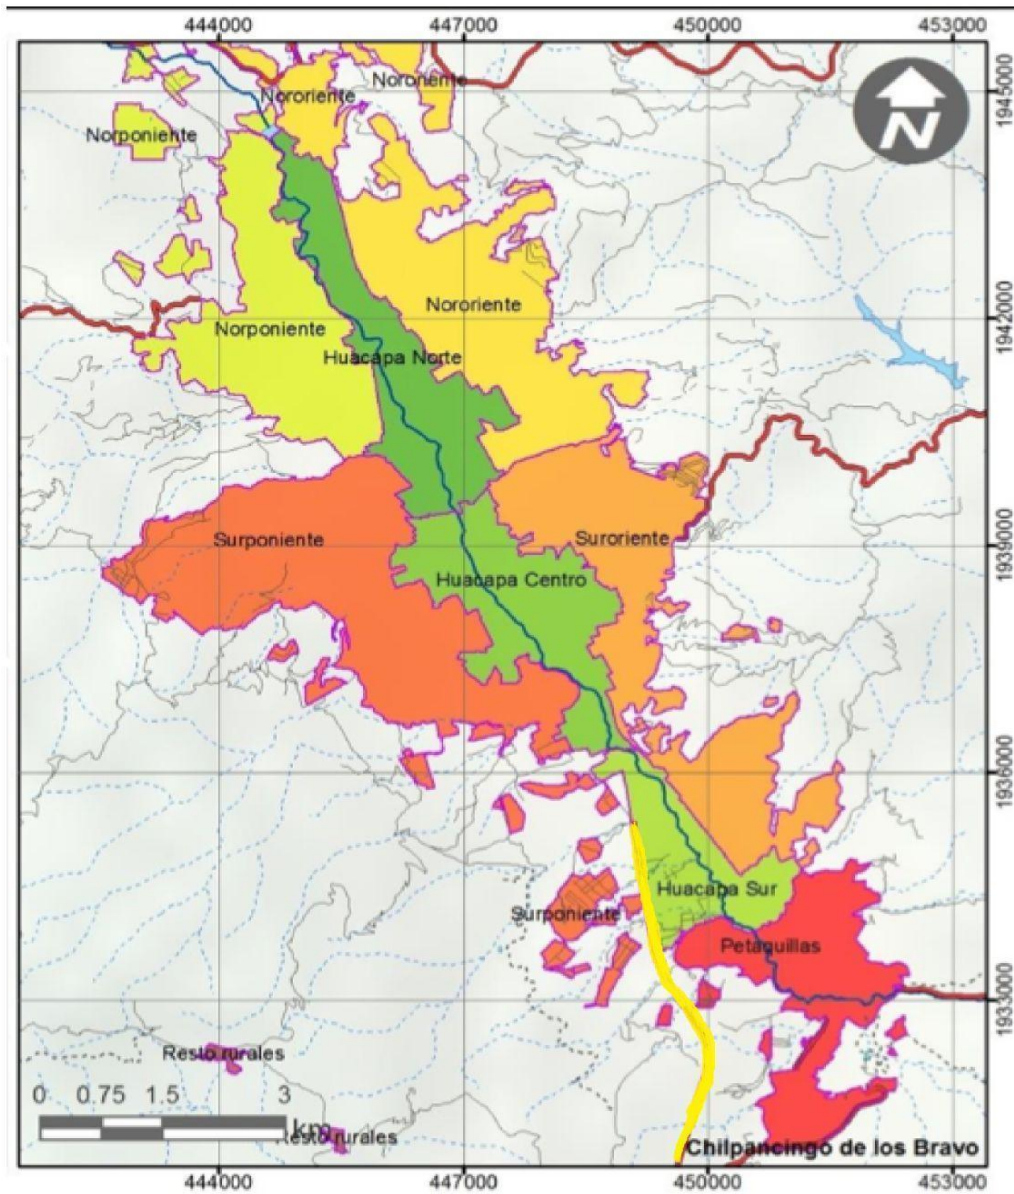 444000 447000 450000 453000
Nororiente
Nororiente
1945000
N
Norponiente
Nororiente
1942000
Norponiente
Huacapa Norte
Surponiente
Suroriente
1939000
Huacapa Centro
1936000
Huacapa Sur
Surponiente
Petaquillas
1933000
Resto rurales
0 0.75 1.5 3
km
Resto rurales
Chilpancingo de los Bravo
444000 447000 450000 453000